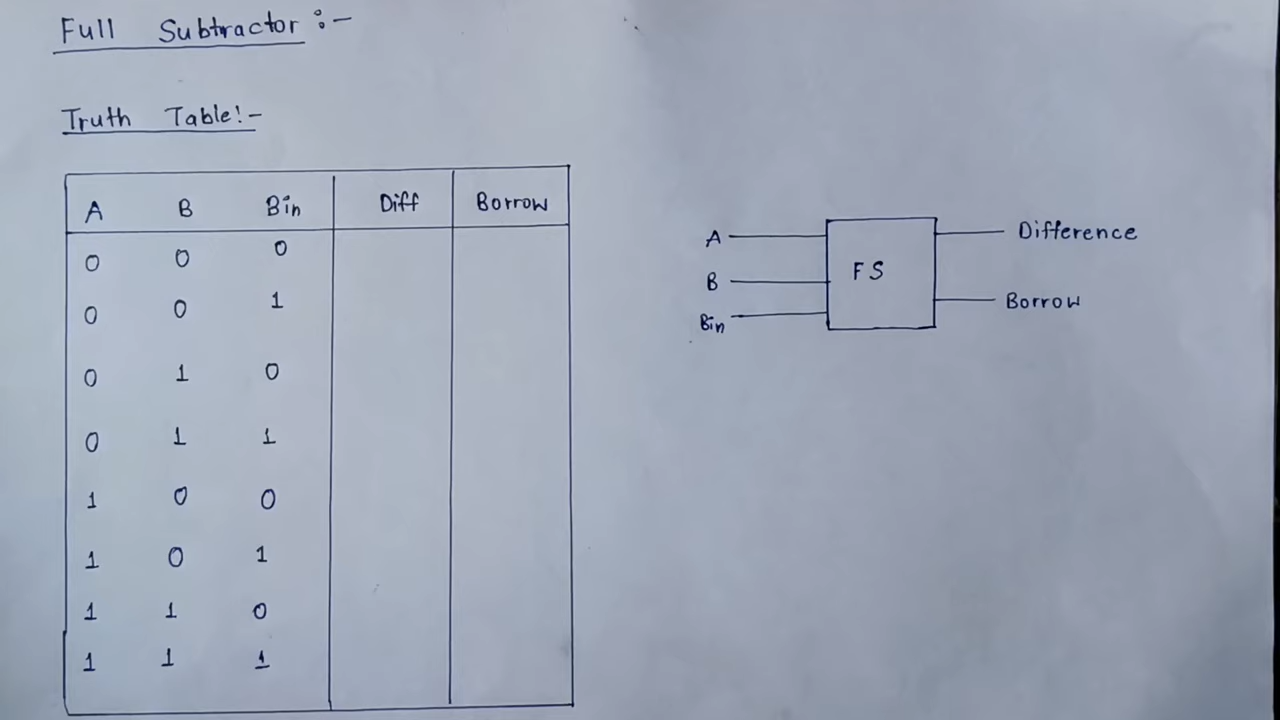 Full Subtractor :-
Truth Table!-
A B Bin Diff Borrow
0 0 0
0 0 1
0 1 0
0 1 1
1 0 0
1 0 1
1 1 0
1 1 1
A
B
Bin
FS
Difference
Borrow